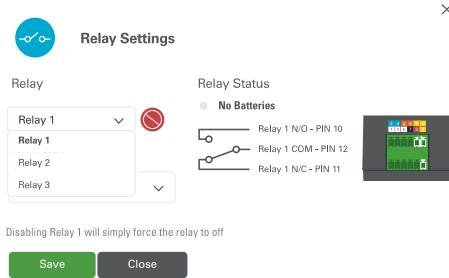 Relay Settings
Relay
Relay Status
Relay 1
No Batteries
Relay 1
Relay 2
Relay 3
Relay 1 N/O - PIN 10
Relay 1 COM - PIN 12
Relay 1 N/C - PIN 11
Disabling Relay 1 will simply force the relay to off
Save
Close